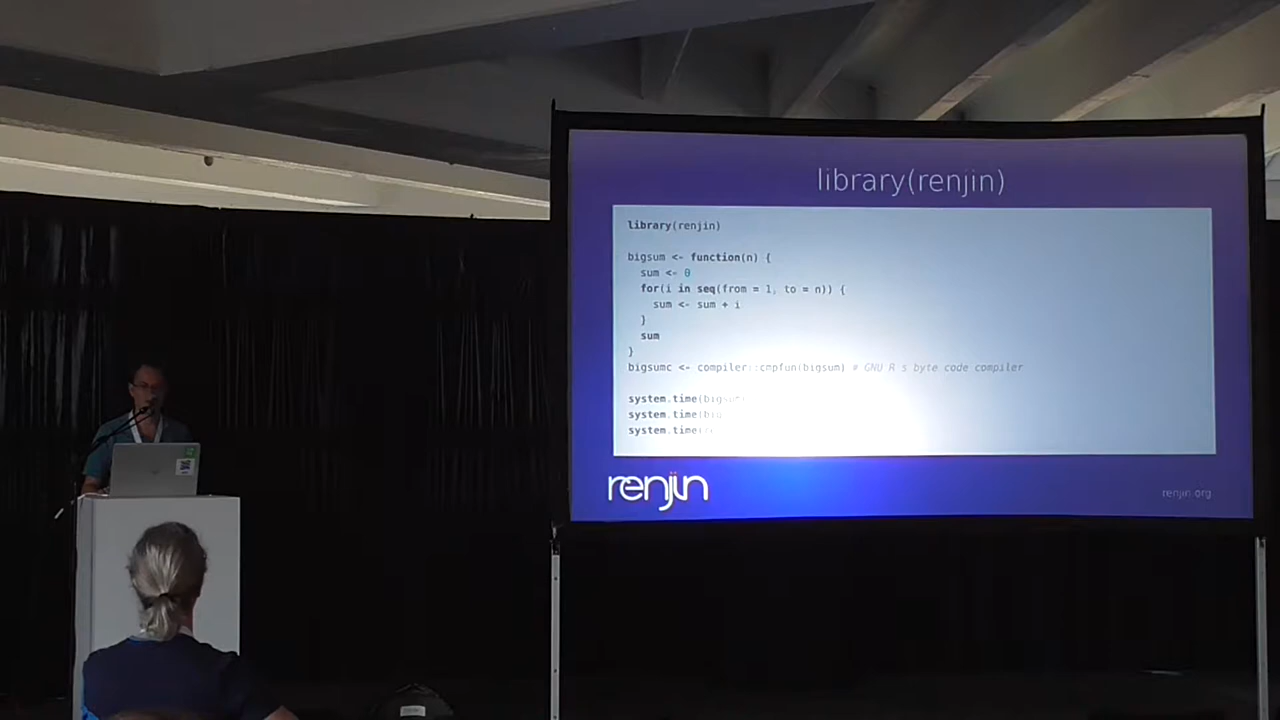 library(renjin)
library(renjin)
bigsum <- function(n) {
sum <- 0
for(i in seq(from = 1, to = n)) {
sum <- sum + i
}
sum
}
bigsumc <- compiler::cmpfun(bigsum) # GNU R s byte code compiler
system.time(bigsum
system.time(
system.time(
renjin
renjin.org